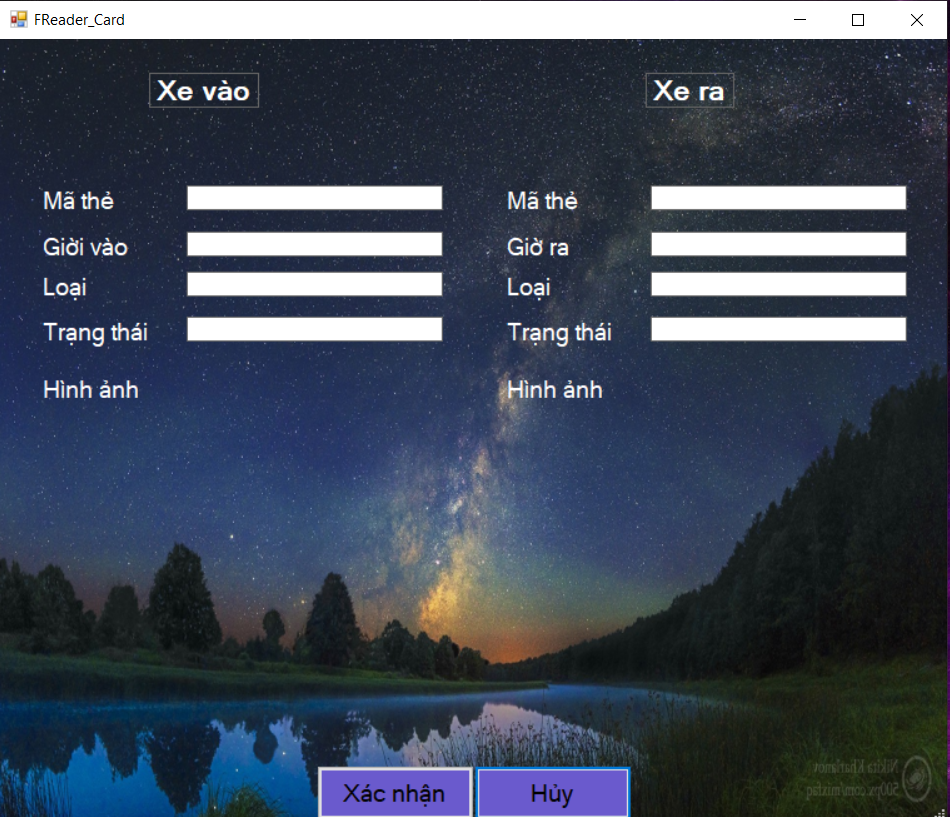 FReader_Card
Xe vào
Xe ra
Mã thẻ
Giời vào
Loại
Trạng thái
Hình ảnh
Mã thẻ
Giờ ra
Loại
Trạng thái
Hình ảnh
Xác nhận
Hủy